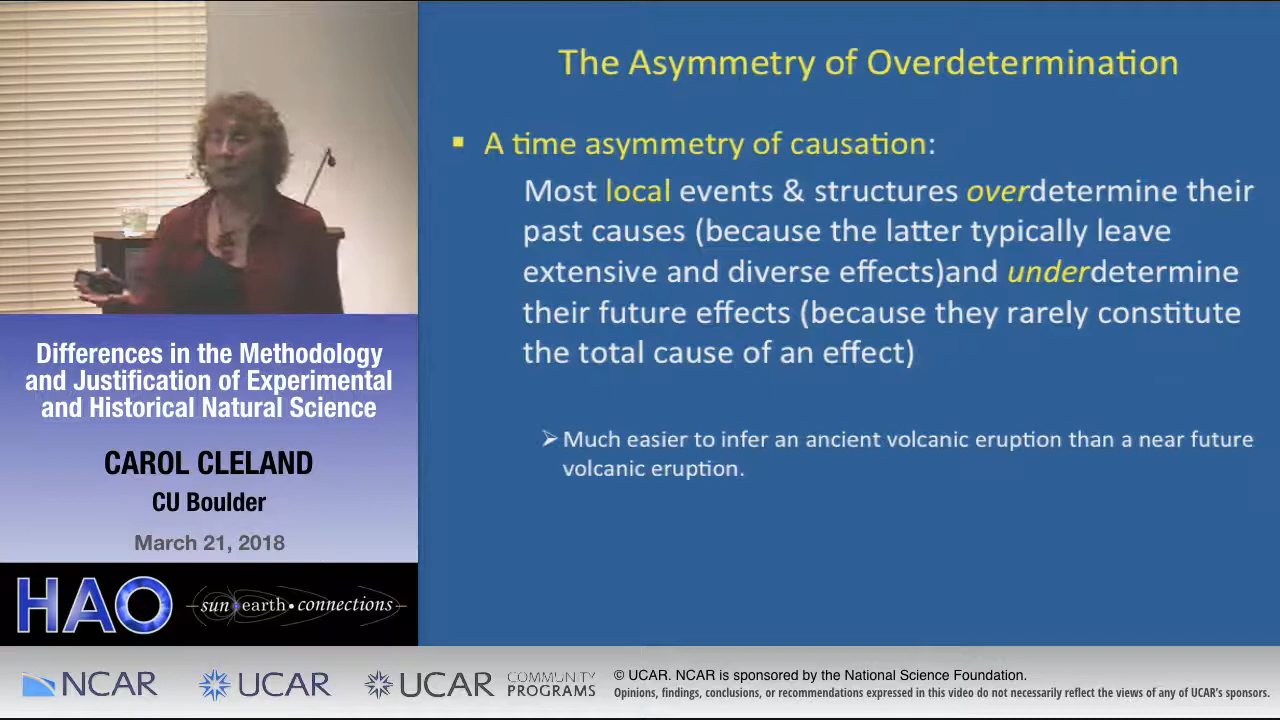 The Asymmetry of Overdetermination
▪ A time asymmetry of causation:
Most local events & structures overdetermine their
past causes (because the latter typically leave
extensive and diverse effects)and underdetermine
their future effects (because they rarely constitute
the total cause of an effect)
➢ Much easier to infer an ancient volcanic eruption than a near future
volcanic eruption.
Differences in the Methodology
and Justification of Experimental
and Historical Natural Science
CAROL CLELAND
CU Boulder
March 21, 2018
HAO
sun•earth•connections
NCAR
UCAR
UCAR
COMMUNITY
PROGRAMS
© UCAR. NCAR is sponsored by the National Science Foundation.
Opinions, findings, conclusions, or recommendations expressed in this video do not necessarily reflect the views of any of UCAR's sponsors.